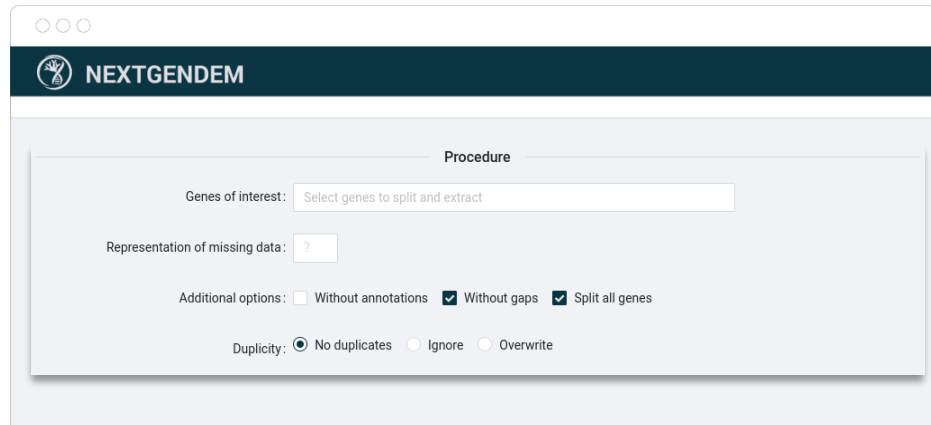 NEXTGENDEM
Procedure
Genes of interest: Select genes to split and extract
Representation of missing data: ?
Additional options: Without annotations Without gaps Split all genes
Duplicity: No duplicates Ignore Overwrite